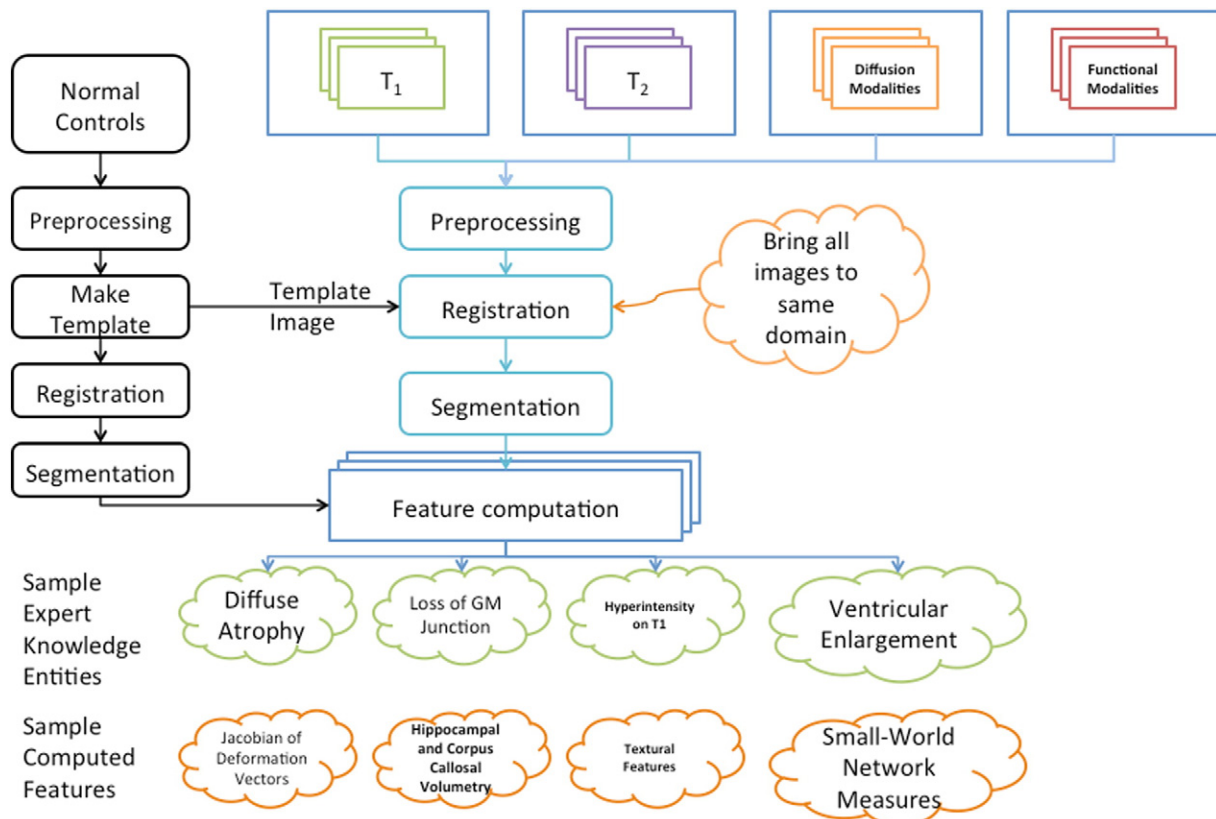 Normal
Controls
T₁
T₂
Diffusion
Modalities
Functional
Modalities
Preprocessing
Preprocessing
Bring all
images to
same
domain
Make
Template
Template
Image
Registration
Registration
Segmentation
Segmentation
Feature computation
Sample
Expert
Knowledge
Entities
Diffuse
Atrophy
Loss of GM
Junction
Hyperintensity
on T1
Ventricular
Enlargement
Sample
Computed
Features
Jacobian of
Deformation
Vectors
Hippocampal
and Corpus
Callosal
Volumetry
Textural
Features
Small-World
Network
Measures